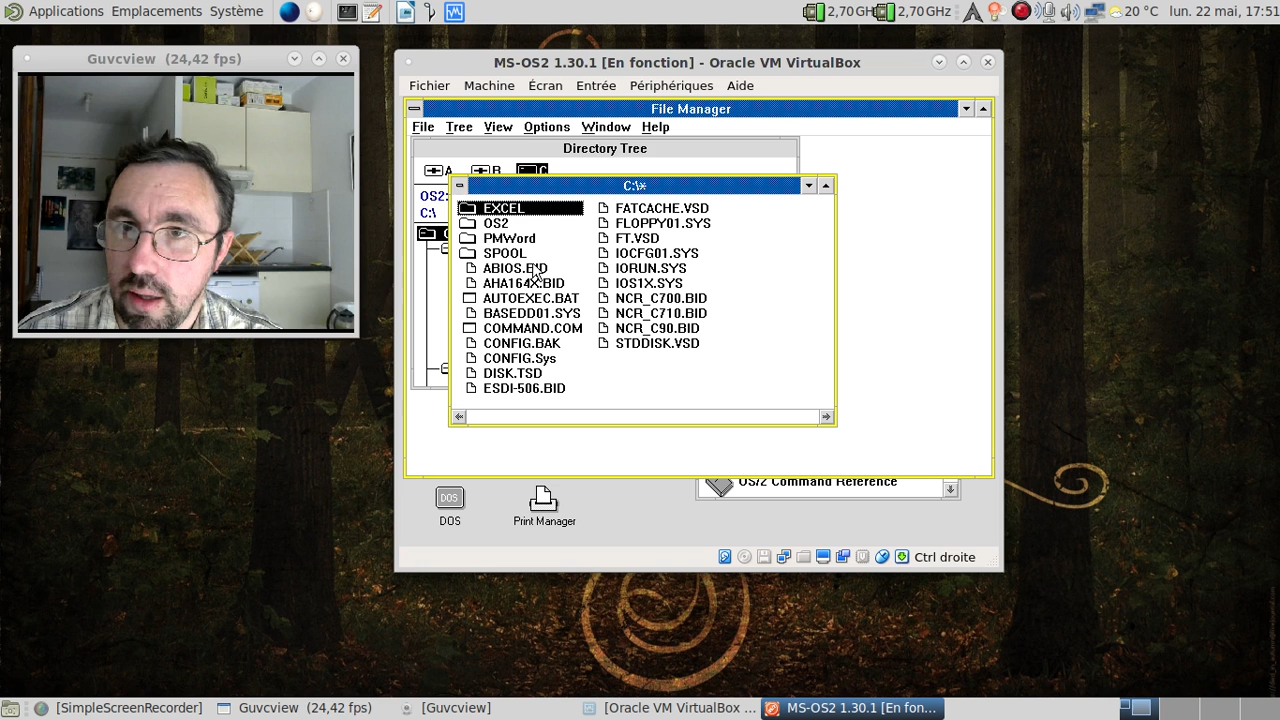 Applications Emplacements Système
2,70 GHz 2,70 GHz 20 °C lun. 22 mai, 17:51
Guvcview (24,42 fps)
MS-OS2 1.30.1 [En fonction] - Oracle VM VirtualBox
Fichier Machine Écran Entrée Périphériques Aide
File Manager
File Tree View Options Window Help
Directory Tree
A B C
OS2:
C:\
C:\*
EXCEL
OS2
PMWord
SPOOL
AHA164X.BID
AUTOEXEC.BAT
BASEDD01.SYS
COMMAND.COM
CONFIG.BAK
CONFIG.Sys
DISK.TSD
ESDI-506.BID
FATCACHE.VSD
FLOPPY01.SYS
FT.VSD
IOCFG01.SYS
IORUN.SYS
IOS1X.SYS
NCR_C700.BID
NCR_C710.BID
NCR_C90.BID
STDDISK.VSD
DOS
DOS
Print Manager
OS/2 Command Reference
Ctrl droite
[SimpleScreenRecorder] Guvcview (24,42 fps) [Guvcview] [Oracle VM VirtualBox ... MS-OS2 1.30.1 [En fon...